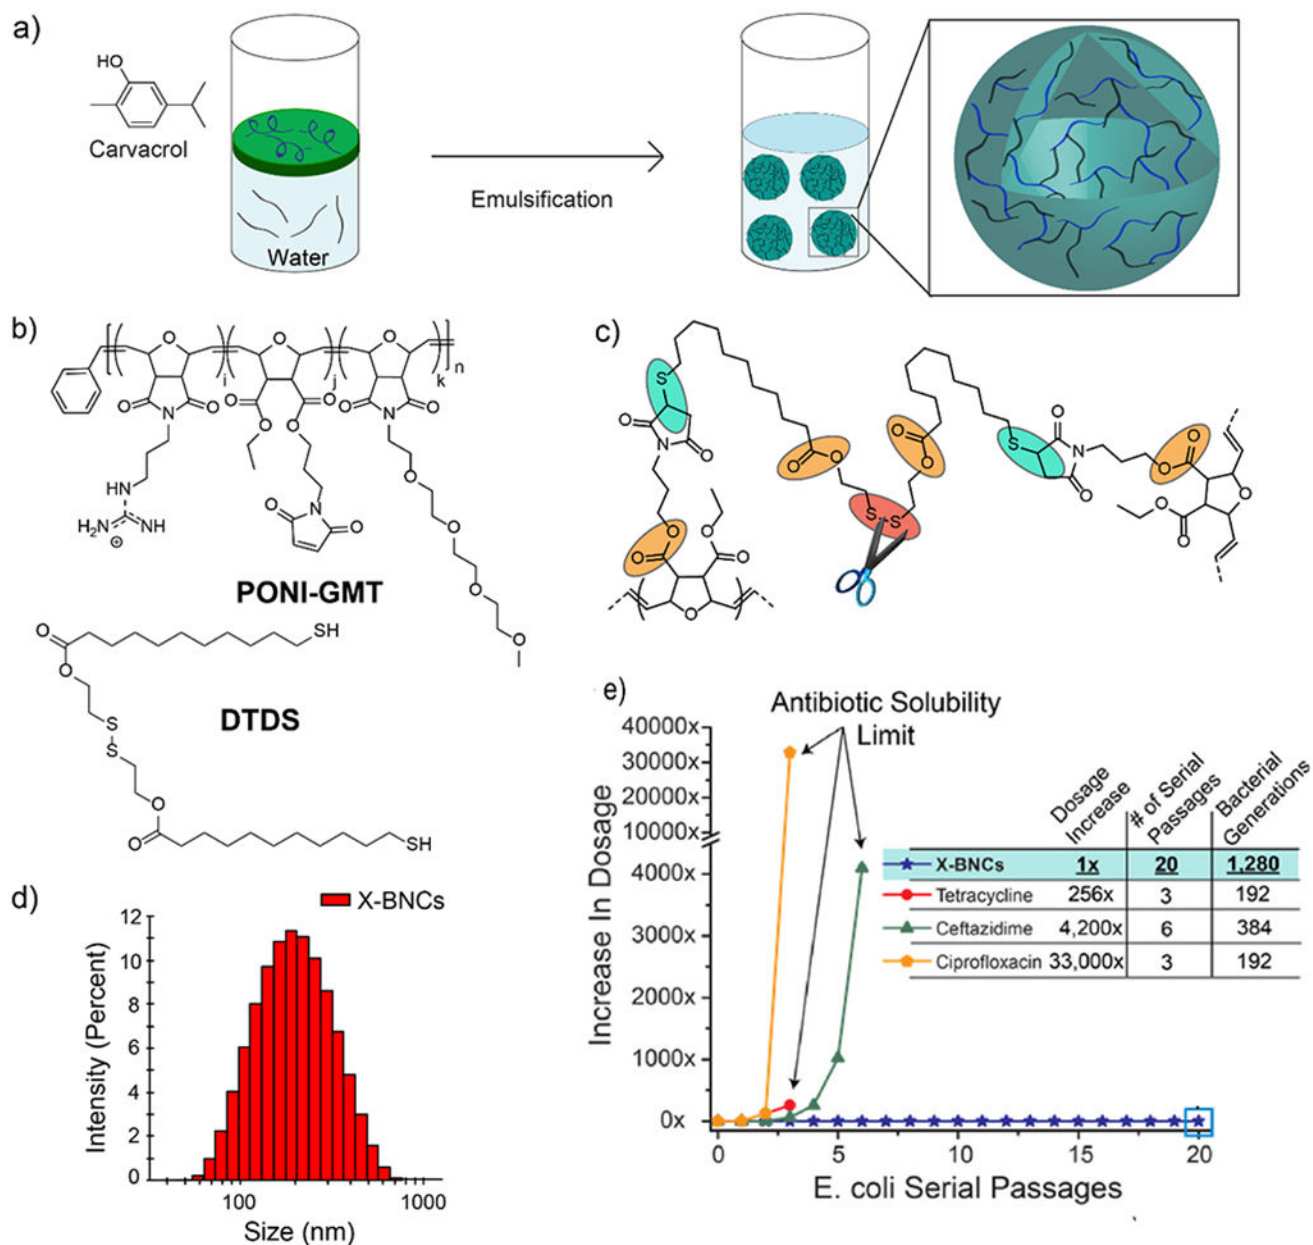 a)
HO
Carvacrol
Water
Emulsification
b)
O
O
O
i
j
k
n
O
N
O
O
O
O
O
O
N
O
HN
H2N
NH
⊕
N
O
O
O
O
O
O
PONI-GMT
O
O
SH
DTDS
S
S
O
O
SH
c)
S
O
N
O
O
O
O
O
O
O
O
O
S
S
O
O
S
O
N
O
O
O
O
O
O
d)
X-BNCs
Intensity (Percent)
12
10
8
6
4
2
0
100
1000
Size (nm)
e)
Antibiotic Solubility
Limit
Increase In Dosage
40000x
30000x
20000x
10000x
4000x
3000x
2000x
1000x
0x
0
5
10
15
20
E. coli Serial Passages
Dosage Increase
# of Serial Passages
Bacterial Generations
X-BNCs 1x 20 1,280
Tetracycline 256x 3 192
Ceftazidime 4,200x 6 384
Ciprofloxacin 33,000x 3 192